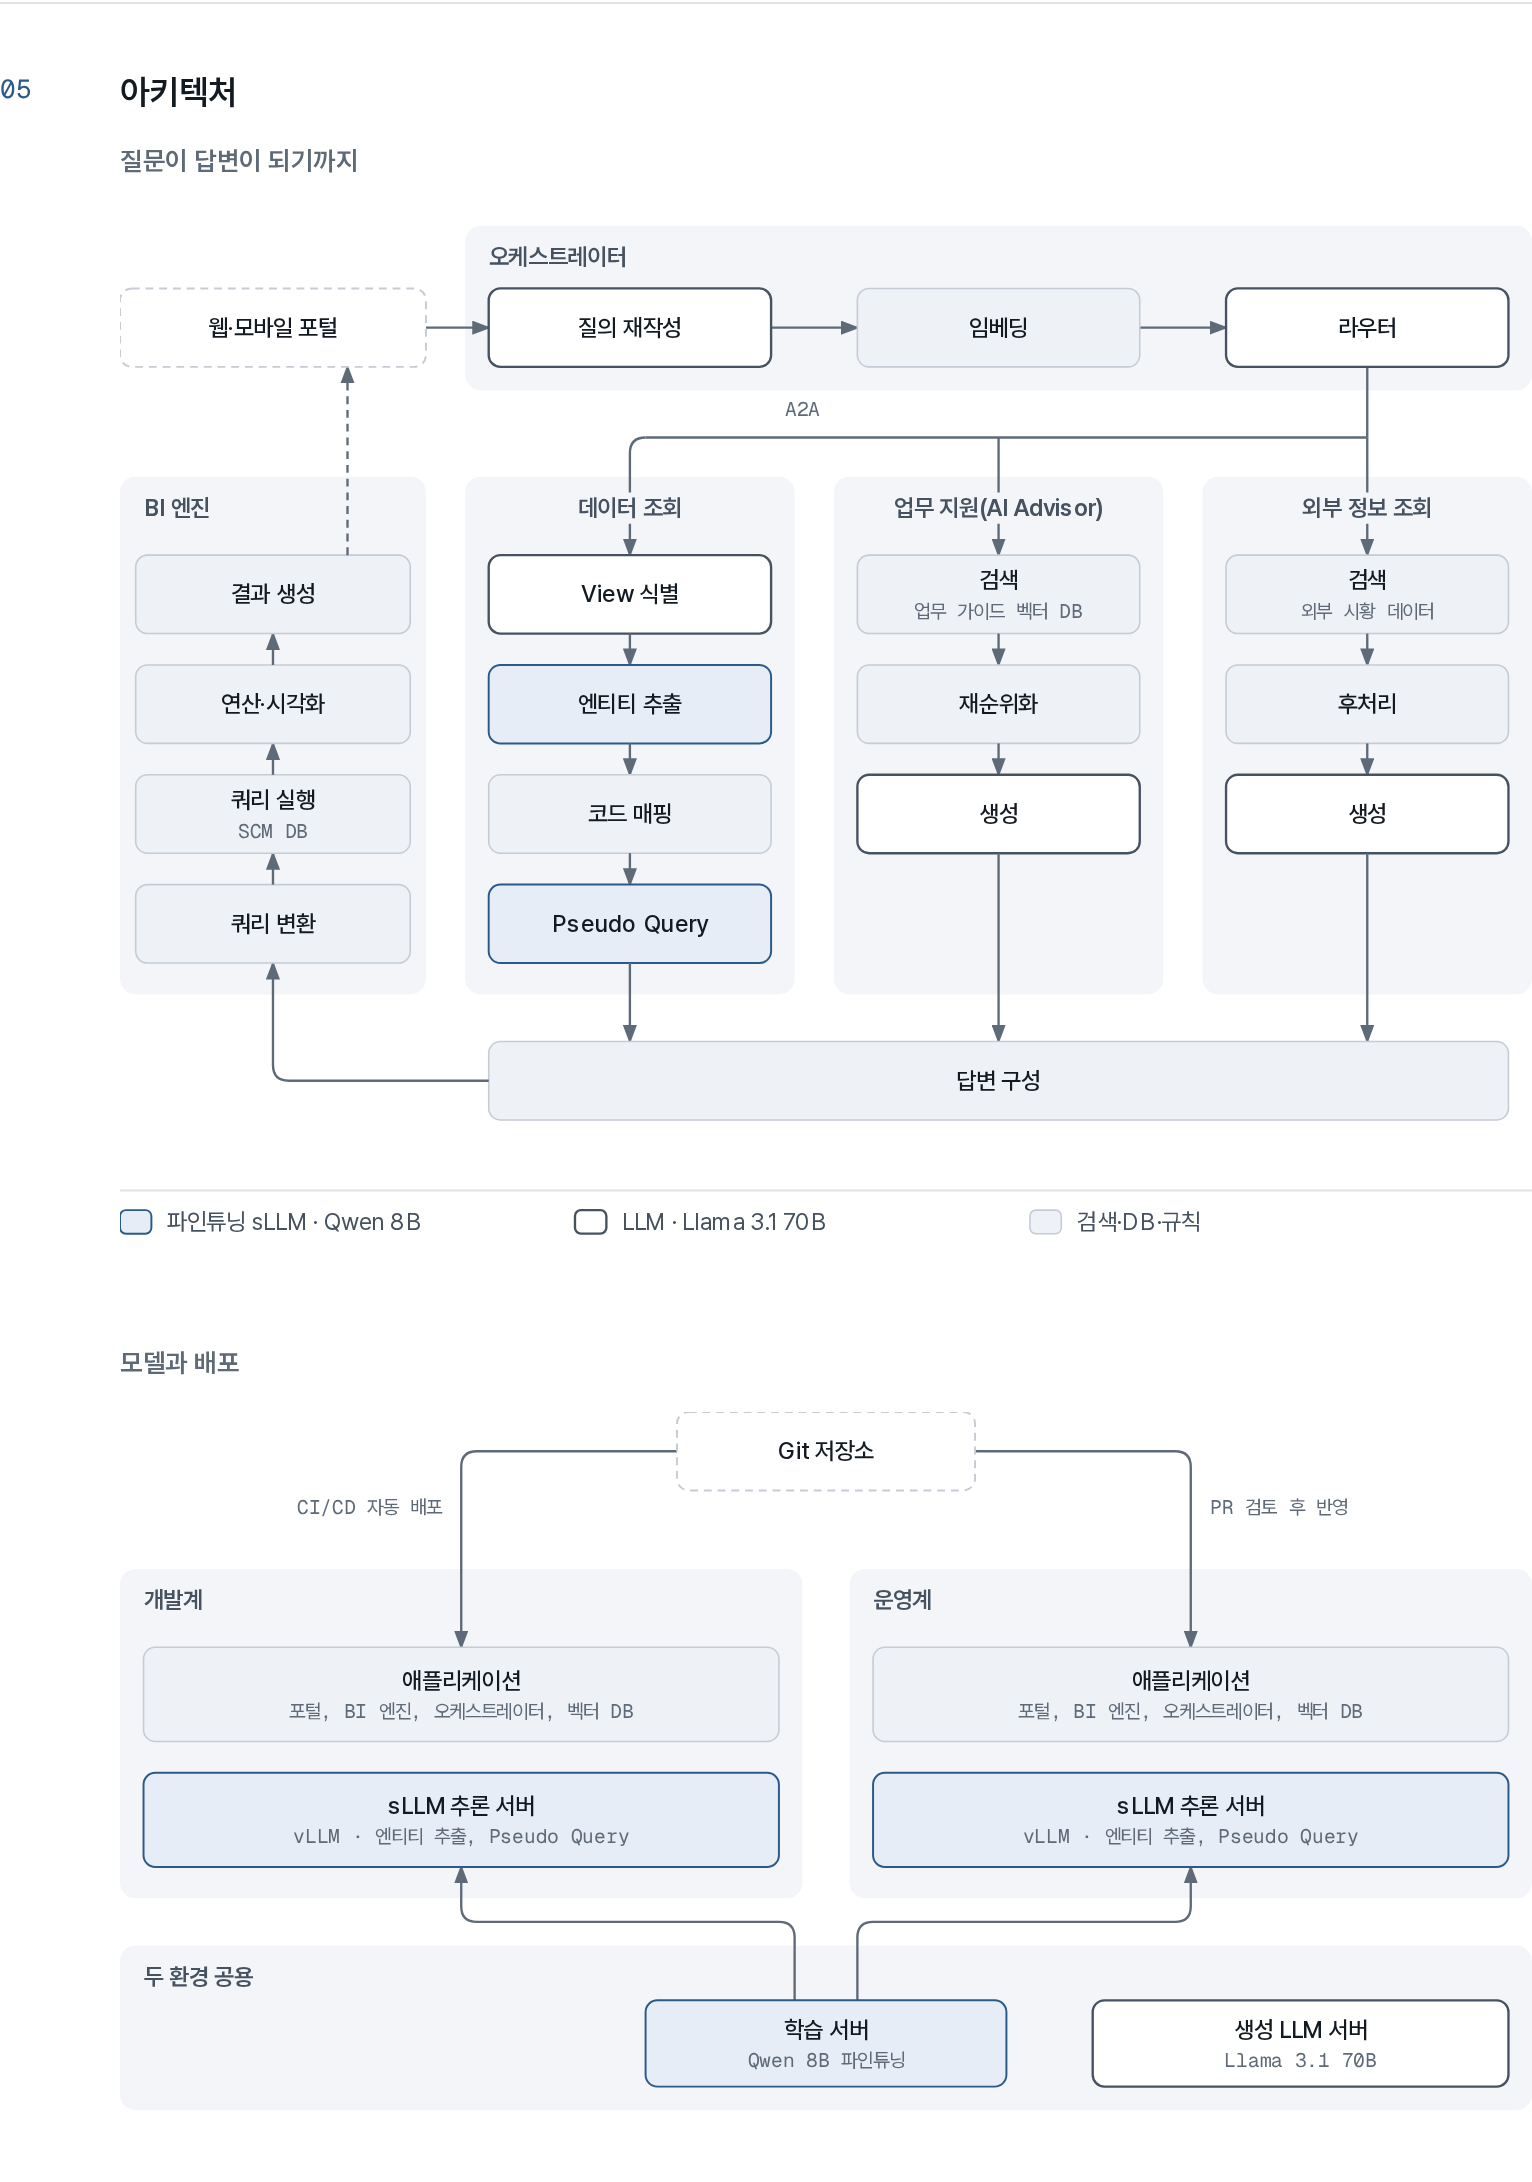 05
아키텍처
질문이 답변이 되기까지
오케스트레이터
웹·모바일 포털
질의 재작성
임베딩
라우터
A2A
BI 엔진
결과 생성
연산·시각화
쿼리 실행
SCM DB
쿼리 변환
데이터 조회
View 식별
엔티티 추출
코드 매핑
Pseudo Query
업무 지원(AI Advisor)
검색
업무 가이드 벡터 DB
재순위화
생성
외부 정보 조회
검색
외부 시황 데이터
후처리
생성
답변 구성
파인튜닝 sLLM · Qwen 8B
LLM · Llama 3.1 70B
검색·DB·규칙
모델과 배포
Git 저장소
CI/CD 자동 배포
PR 검토 후 반영
개발계
애플리케이션
포털, BI 엔진, 오케스트레이터, 벡터 DB
sLLM 추론 서버
vLLM · 엔티티 추출, Pseudo Query
운영계
애플리케이션
포털, BI 엔진, 오케스트레이터, 벡터 DB
sLLM 추론 서버
vLLM · 엔티티 추출, Pseudo Query
두 환경 공용
학습 서버
Qwen 8B 파인튜닝
생성 LLM 서버
Llama 3.1 70B